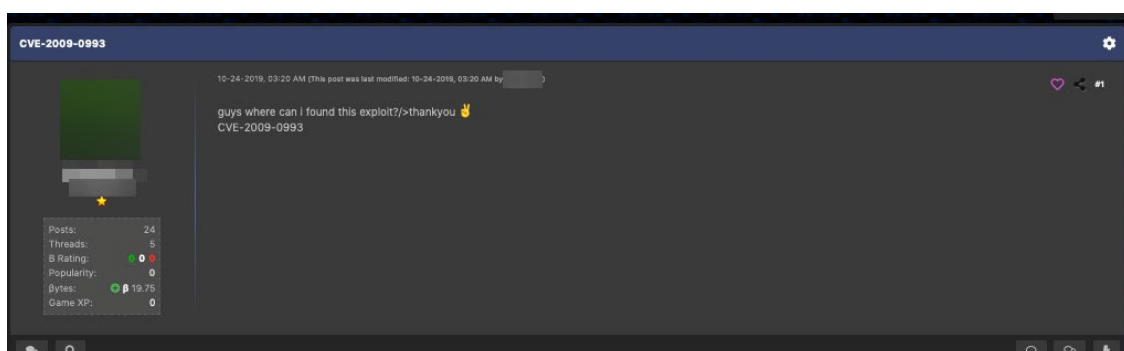 CVE-2009-0993
10-24-2019, 03:20 AM (This post was last modified: 10-24-2019, 03:20 AM by )
#1
guys where can i found this exploit?/>thankyou ✌
CVE-2009-0993
Posts: 24
Threads: 5
B Rating: 0 0 0
Popularity: 0
βytes: β 19.75
Game XP: 0